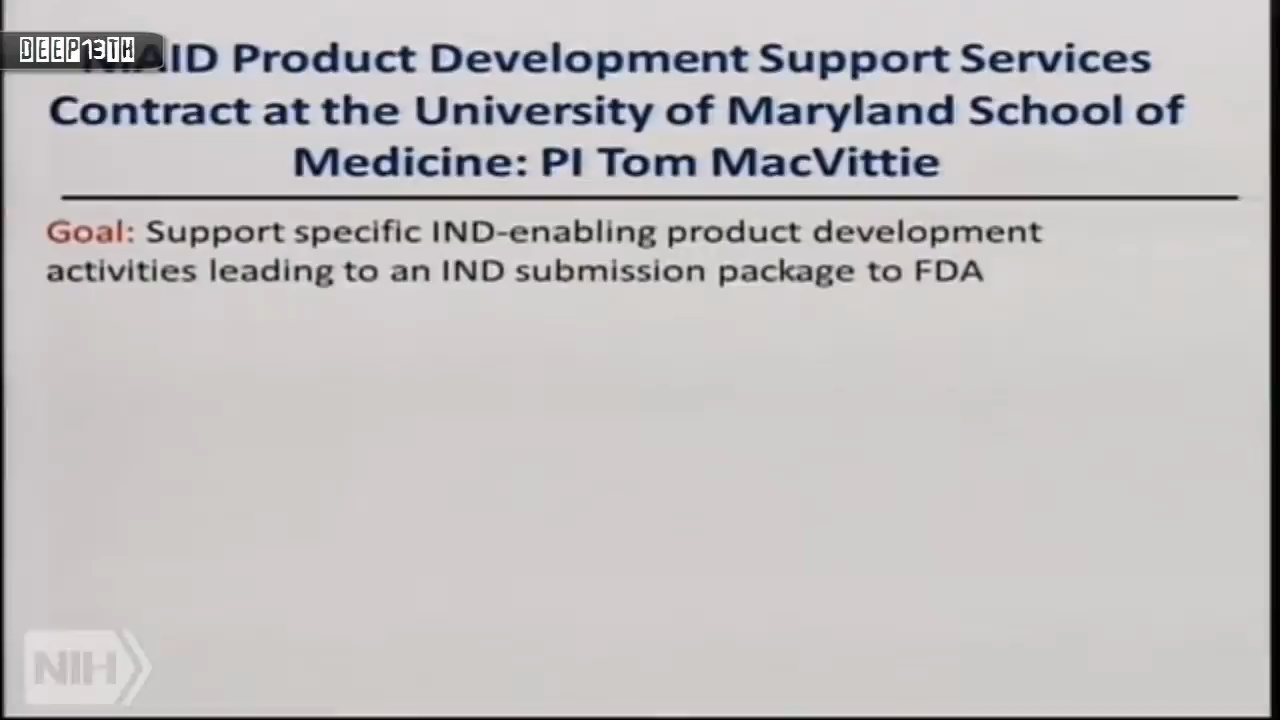 DEEP13TH
NIAID Product Development Support Services
Contract at the University of Maryland School of
Medicine: PI Tom MacVittie
Goal: Support specific IND-enabling product development
activities leading to an IND submission package to FDA
NIH